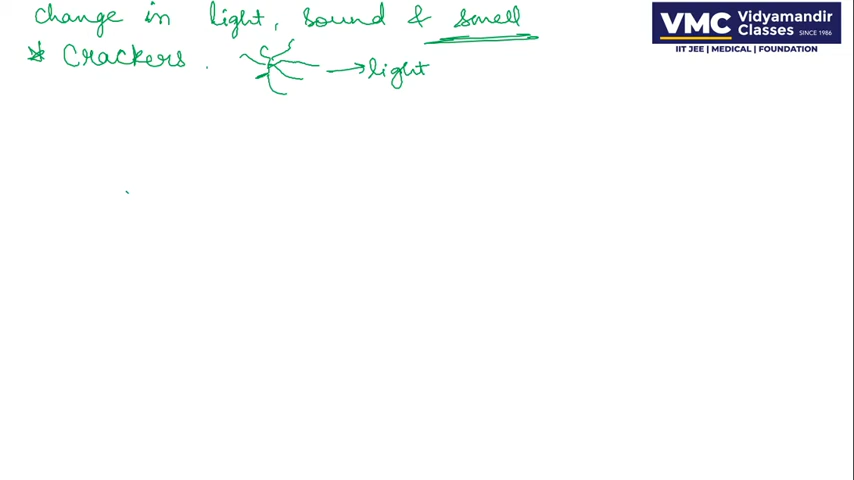 change in light, sound & smell
* Crackers. → light
VMC Vidyamandir Classes SINCE 1986
IIT JEE | MEDICAL | FOUNDATION